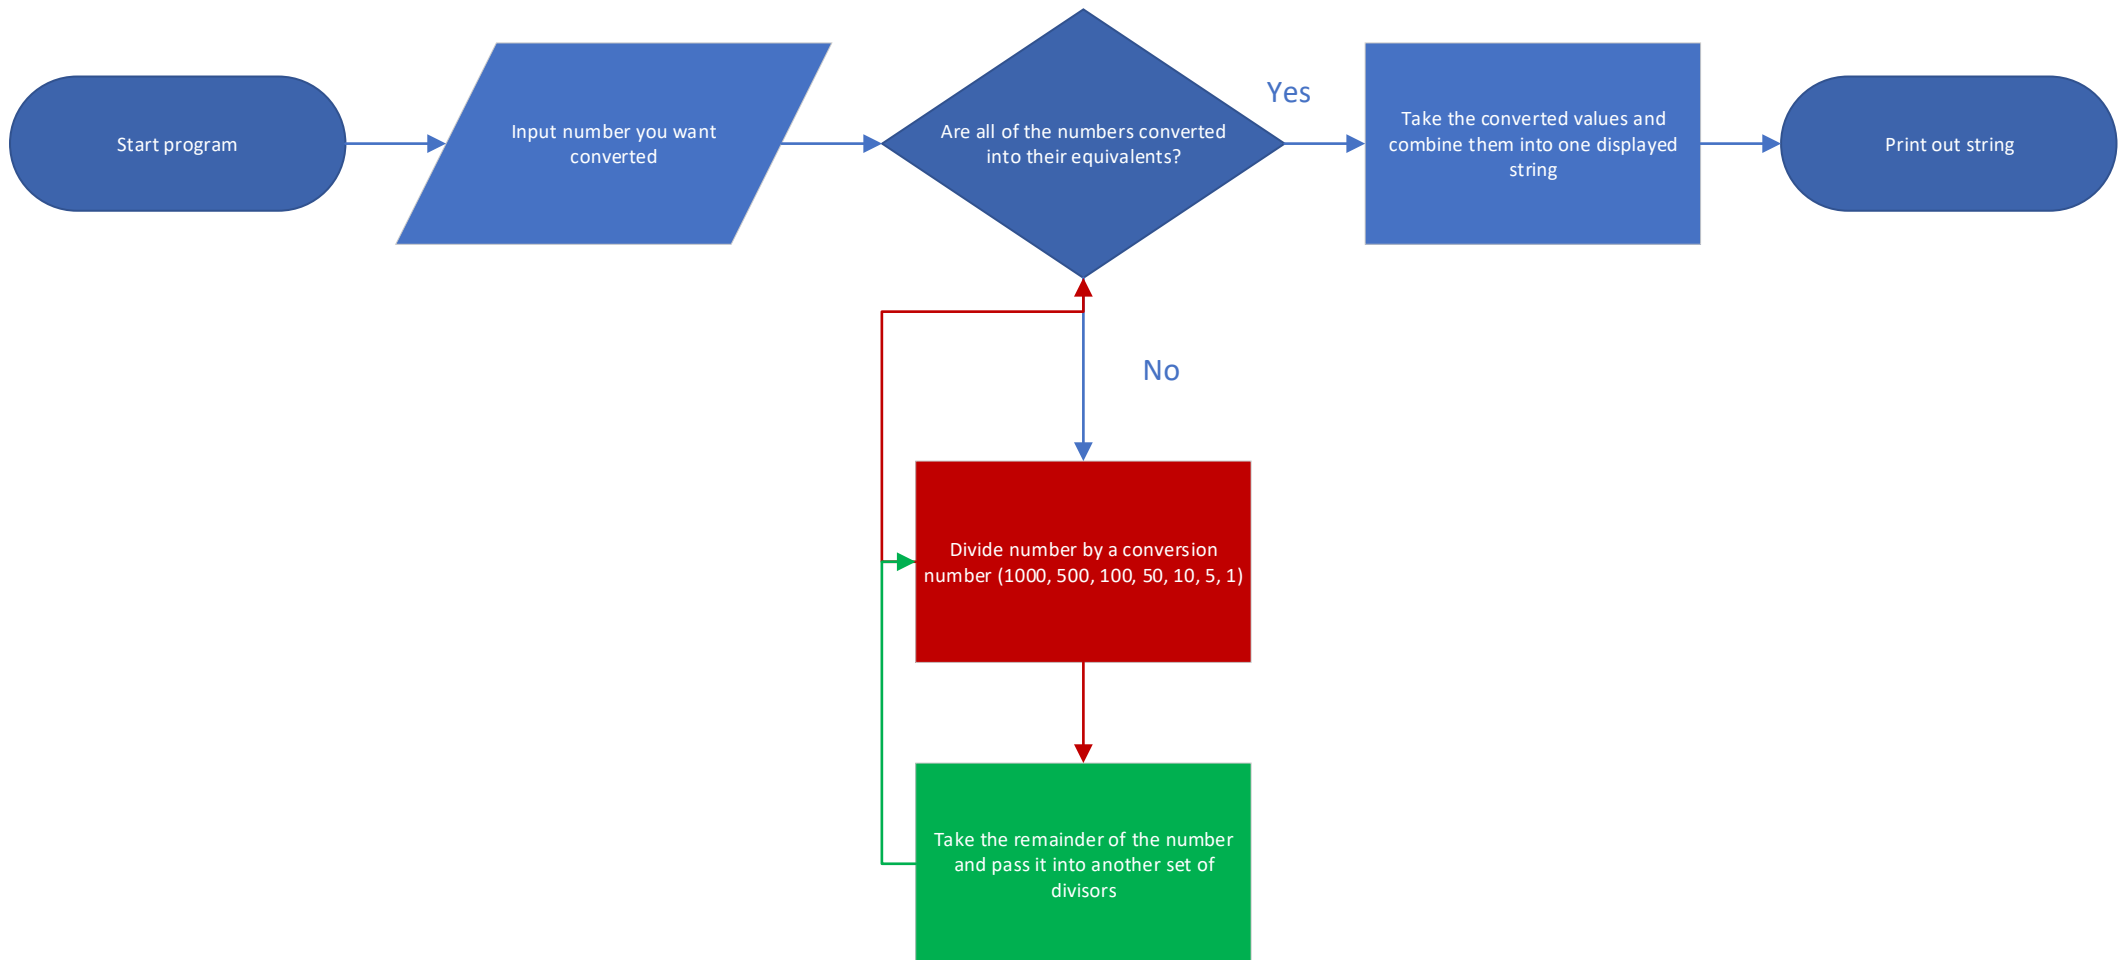 Start program
Input number you want
converted
Are all of the numbers converted
into their equivalents?
Yes
Take the converted values and
combine them into one displayed
string
Print out string
No
Divide number by a conversion
number (1000, 500, 100, 50, 10, 5, 1)
Take the remainder of the number
and pass it into another set of
divisors